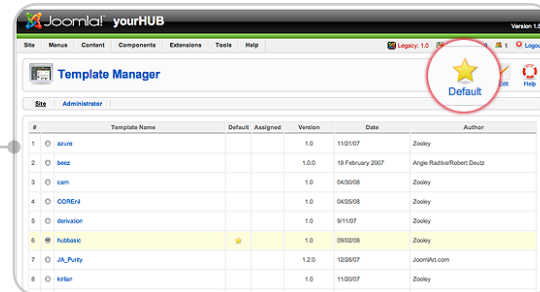 Joomla! yourHUB
Version 1.5
Site Menus Content Components Extensions Tools Help Legacy: 1.0 0 1 Logou
Template Manager
Default Edit Help
Site Administrator
# Template Name Default Assigned Version Date Author
1 azure 1.0 11/21/07 Zooley
2 beez 1.0.0 19 February 2007 Angie Radtke/Robert Deutz
3 cam 1.0 04/30/08 Zooley
4 COREnil 1.0 04/25/08 Zooley
5 derivation 1.0 9/11/07 Zooley
6 hubbasic 1.0 09/02/08 Zooley
7 JA_Purity 1.2.0 12/26/07 JoomlArt.com
8 kirlian 1.0 11/20/07 Zooley